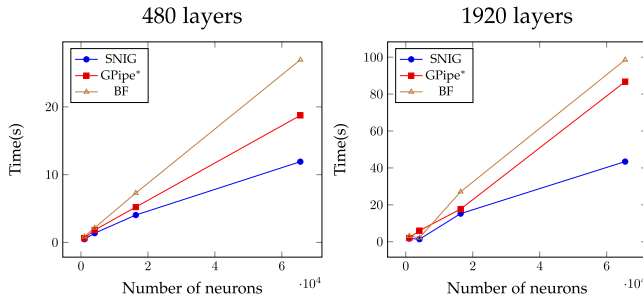 480 layers
SNIG
GPipe*
BF
Time(s)
20
10
0
0 2 4 6
·10⁴
Number of neurons
1920 layers
SNIG
GPipe*
BF
Time(s)
100
80
60
40
20
0
0 2 4 6
·10⁴
Number of neurons